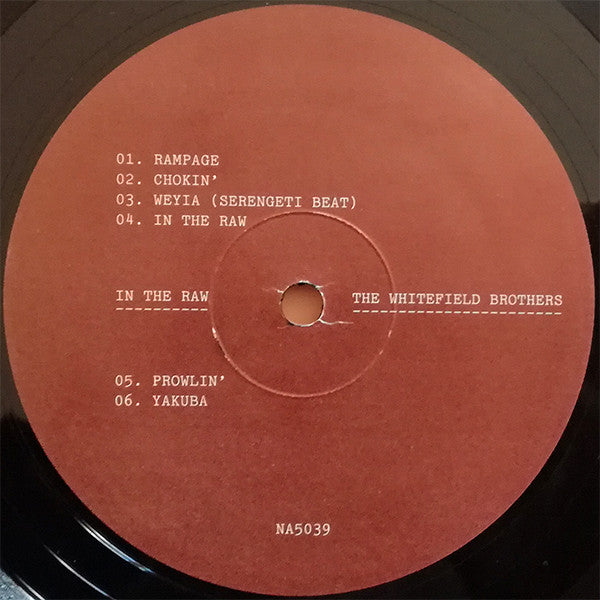 01. RAMPAGE
02. CHOKIN'
03. WEYIA (SERENGETI BEAT)
04. IN THE RAW
IN THE RAW THE WHITEFIELD BROTHERS
05. PROWLIN'
06. YAKUBA
NA5039